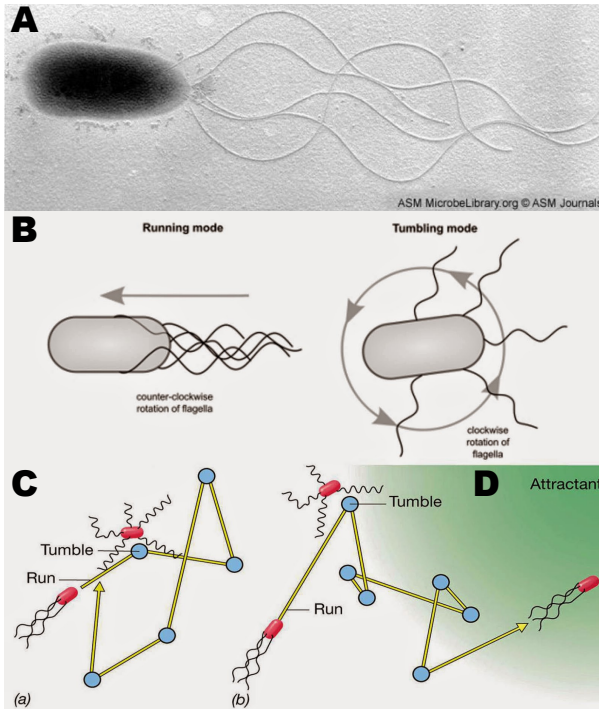 A
ASM MicrobeLibrary.org © ASM Journals
B
Running mode
Tumbling mode
counter-clockwise
rotation of flagella
clockwise
rotation of
flagella
C
D
Attractant
Tumble
Run
(a)
Tumble
Run
(b)